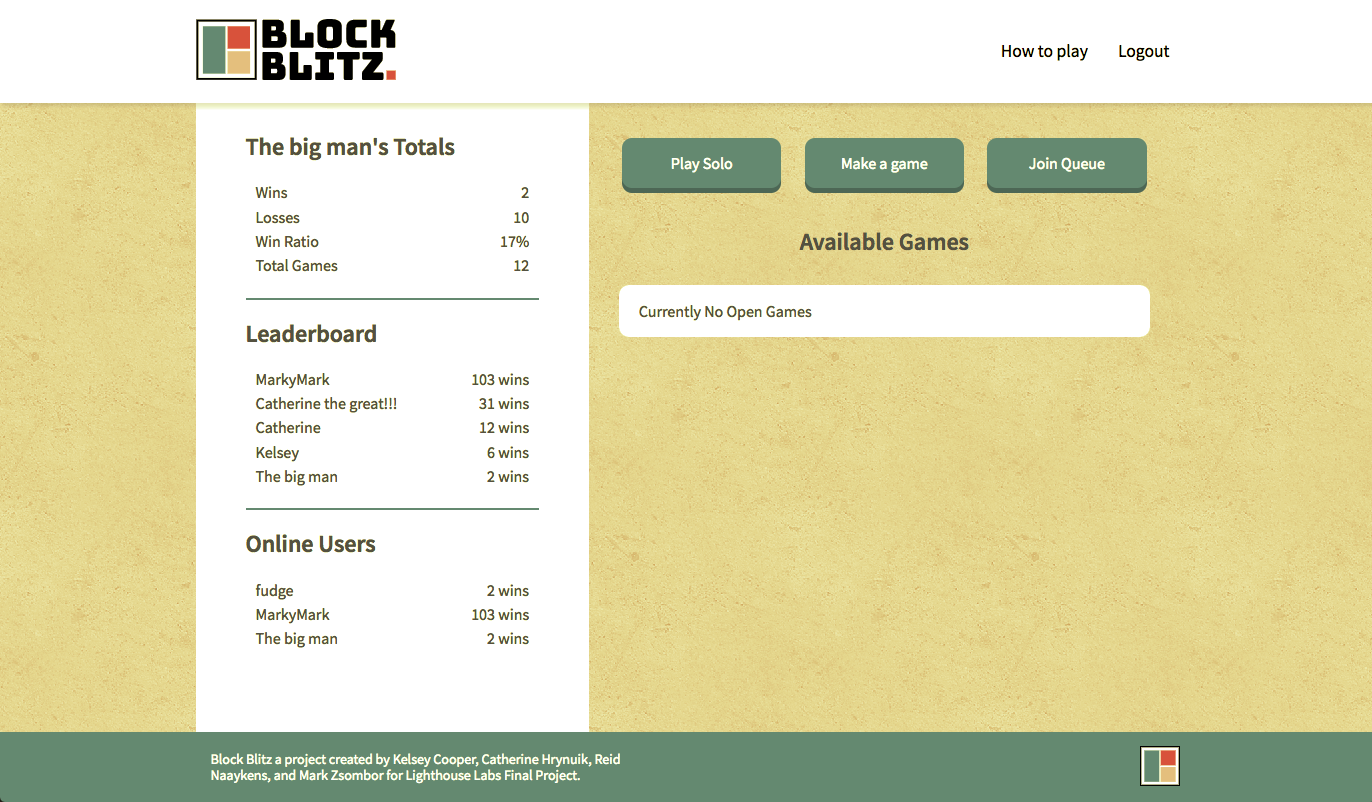 BLOCK
BLITZ.
How to play
Logout
The big man's Totals
Wins 2
Losses 10
Win Ratio 17%
Total Games 12
Leaderboard
MarkyMark 103 wins
Catherine the great!!! 31 wins
Catherine 12 wins
Kelsey 6 wins
The big man 2 wins
Online Users
fudge 2 wins
MarkyMark 103 wins
The big man 2 wins
Play Solo
Make a game
Join Queue
Available Games
Currently No Open Games
Block Blitz a project created by Kelsey Cooper, Catherine Hrynuik, Reid
Naaykens, and Mark Zsombor for Lighthouse Labs Final Project.